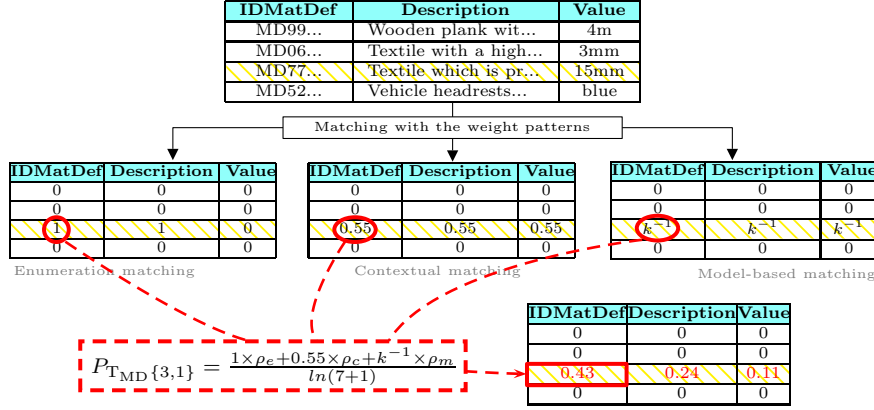 IDMatDef Description Value
MD99... Wooden plank wit... 4m
MD06... Textile with a high... 3mm
MD77... Textile which is pr... 15mm
MD52... Vehicle headrests... blue
Matching with the weight patterns
IDMatDef Description Value
0 0 0
0 0 0
1 1 0
0 0 0
Enumeration matching
IDMatDef Description Value
0 0 0
0 0 0
0.55 0.55 0.55
0 0 0
Contextual matching
IDMatDef Description Value
0 0 0
0 0 0
k⁻¹ k⁻¹ k⁻¹
0 0 0
Model-based matching
P_{T_{MD}\{3,1\}} = \frac{1×ρ_e+0.55×ρ_c+k^{-1}×ρ_m}{ln(7+1)}
IDMatDef Description Value
0 0 0
0 0 0
0.43 0.24 0.11
0 0 0